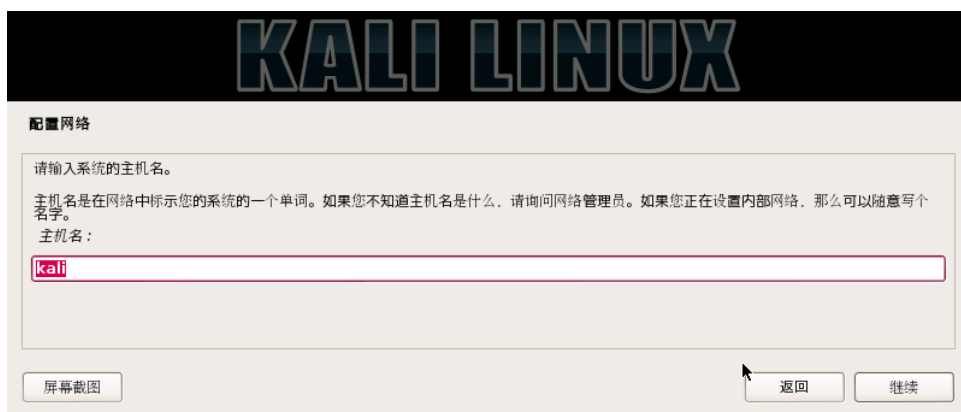 KALI LINUX
配置网络
请输入系统的主机名。
主机名是在网络中标示您的系统的一个单词。如果您不知道主机名是什么，请询问网络管理员。如果您正在设置内部网络，那么可以随意写个
名字。
主机名：
kali
屏幕截图
返回
继续